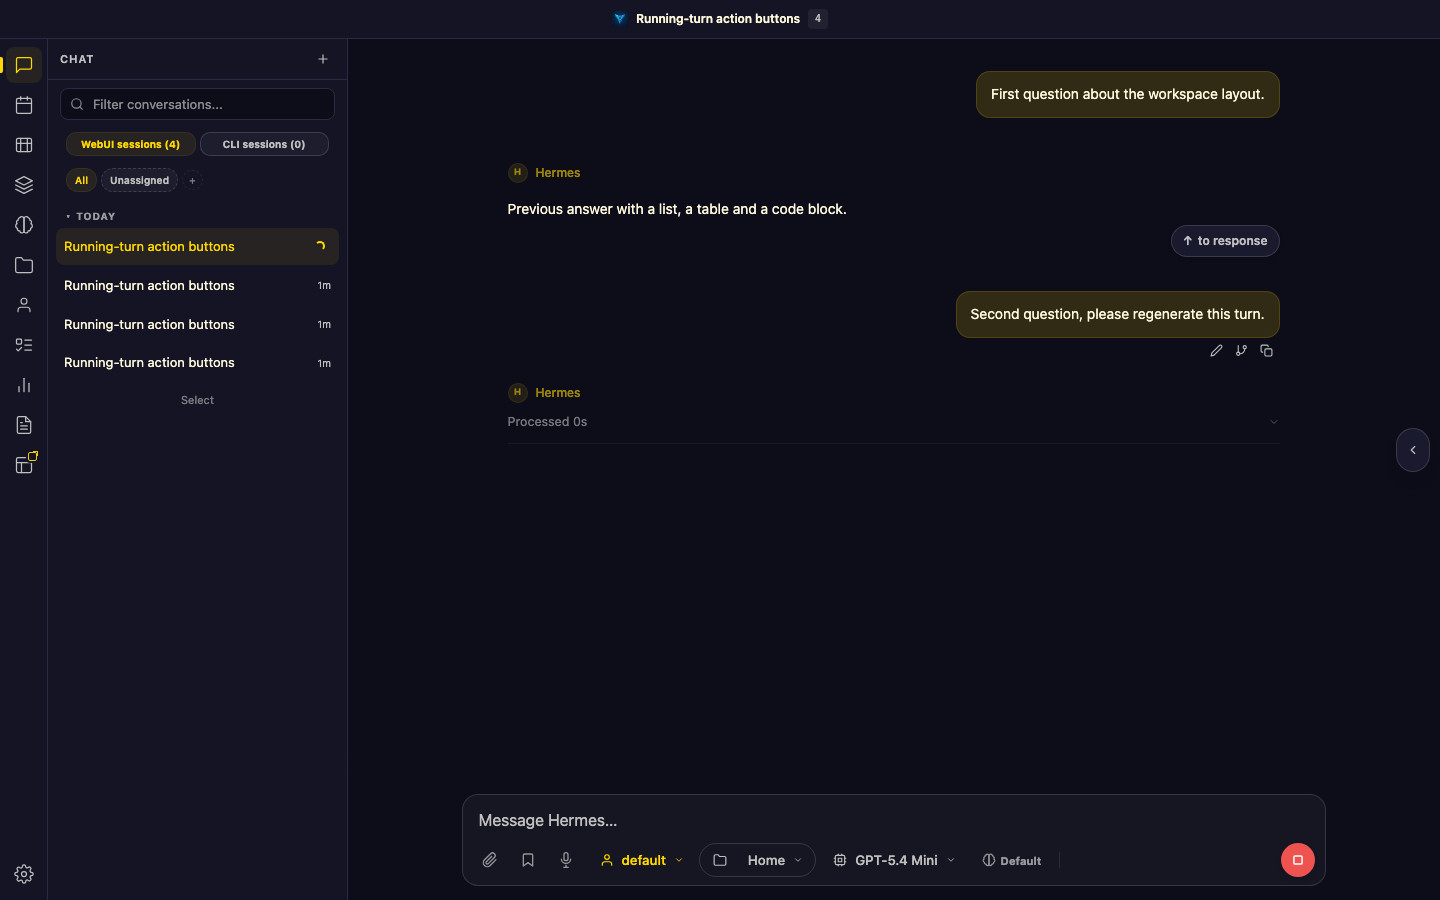 Running-turn action buttons 4
CHAT
Filter conversations...
WebUI sessions (4) CLI sessions (0)
All Unassigned +
TODAY
Running-turn action buttons
Running-turn action buttons 1m
Running-turn action buttons 1m
Running-turn action buttons 1m
Select
First question about the workspace layout.
H Hermes
Previous answer with a list, a table and a code block.
↑ to response
Second question, please regenerate this turn.
H Hermes
Processed 0s
Message Hermes...
default Home GPT-5.4 Mini Default